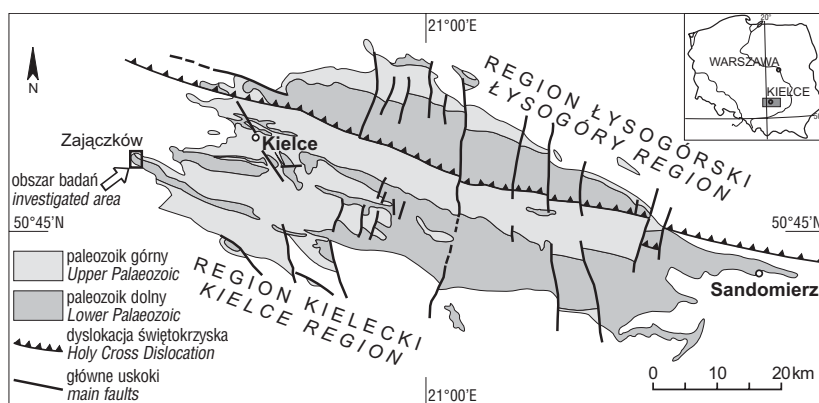 21°00'E
20°
WARSZAWA
KIELCE
N
REGION ŁYSOGÓRSKI
ŁYSOGÓRY REGION
Zajączków
Kielce
obszar badań
investigated area
50°45'N
50°45'N
paleozoik górny
Upper Palaeozoic
paleozoik dolny
Lower Palaeozoic
REGION KIELECKI
KIELCE REGION
Sandomierz
dyslokacja świętokrzyska
Holy Cross Dislocation
główne uskoki
main faults
21°00'E
0 10 20 km